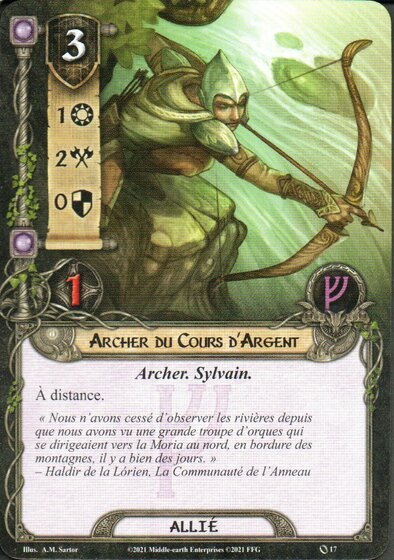 3
1
2
0
1
ARCHER DU COURS D'ARGENT
Archer. Sylvain.
À distance.
« Nous n'avons cessé d'observer les rivières depuis
que nous avons vu une grande troupe d'orques qui
se dirigeaient vers la Moria au nord, en bordure des
montagnes, il y a bien des jours. »
– Haldir de la Lórien, La Communauté de l'Anneau
ALLIÉ
Illus. A.M. Sartor ©2021 Middle-earth Enterprises ©2021 FFG 17